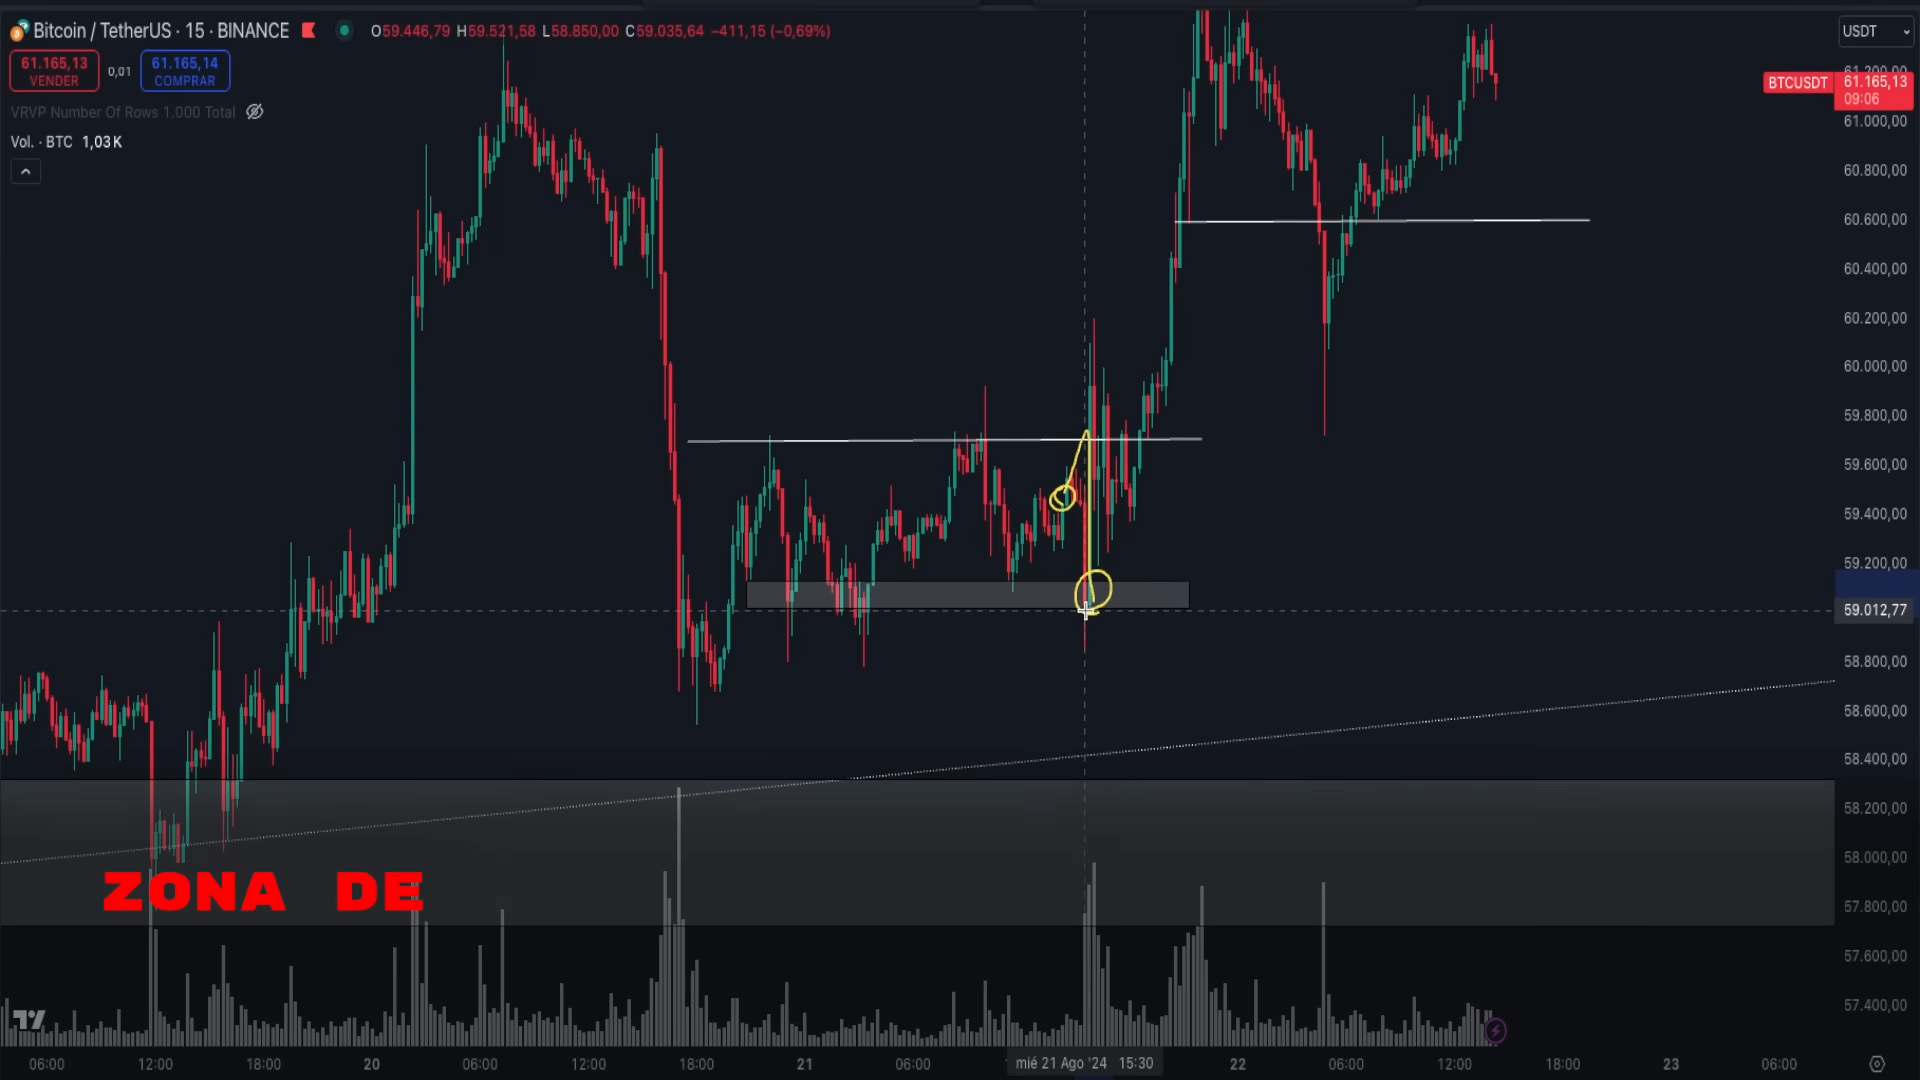 Bitcoin / TetherUS · 15 · BINANCE O59.446,79 H59.521,58 L58.850,00 C59.035,64 −411,15 (−0,69%)
61.165,13 VENDER 0,01 61.165,14 COMPRAR
VRVP Number Of Rows 1.000 Total
Vol. · BTC 1,03 K
USDT
61.200,00
BTCUSDT 61.165,13
09:06
61.000,00
60.800,00
60.600,00
60.400,00
60.200,00
60.000,00
59.800,00
59.600,00
59.400,00
59.200,00
59.012,77
58.800,00
58.600,00
58.400,00
58.200,00
58.000,00
57.800,00
57.600,00
57.400,00
ZONA DE
06:00 12:00 18:00 20 06:00 12:00 18:00 21 06:00 mié 21 Ago '24 15:30 22 06:00 12:00 18:00 23 06:00